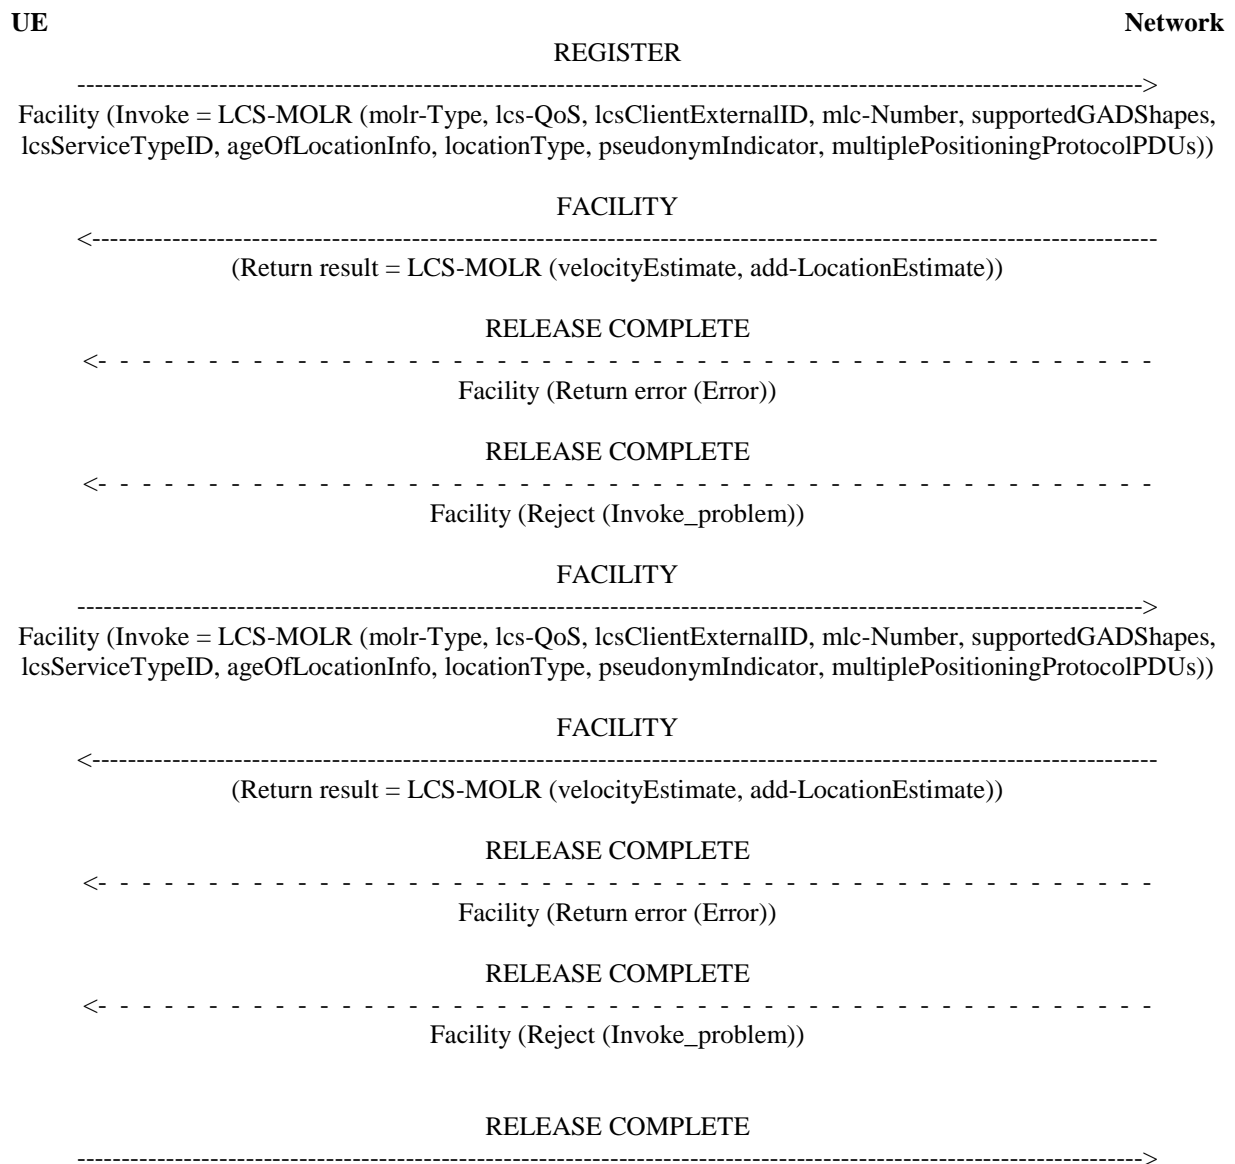 UE Network
REGISTER
------------------------------------------------------------------------------------------------------------------------>
Facility (Invoke = LCS-MOLR (molr-Type, lcs-QoS, lcsClientExternalID, mlc-Number, supportedGADShapes,
lcsServiceTypeID, ageOfLocationInfo, locationType, pseudonymIndicator, multiplePositioningProtocolPDUs))
FACILITY
<------------------------------------------------------------------------------------------------------------------------
(Return result = LCS-MOLR (velocityEstimate, add-LocationEstimate))
RELEASE COMPLETE
<- - - - - - - - - - - - - - - - - - - - - - - - - - - - - - - - - - - - - - - - - - - - - -
Facility (Return error (Error))
RELEASE COMPLETE
<- - - - - - - - - - - - - - - - - - - - - - - - - - - - - - - - - - - - - - - - - - - - - -
Facility (Reject (Invoke_problem))
FACILITY
------------------------------------------------------------------------------------------------------------------------>
Facility (Invoke = LCS-MOLR (molr-Type, lcs-QoS, lcsClientExternalID, mlc-Number, supportedGADShapes,
lcsServiceTypeID, ageOfLocationInfo, locationType, pseudonymIndicator, multiplePositioningProtocolPDUs))
FACILITY
<------------------------------------------------------------------------------------------------------------------------
(Return result = LCS-MOLR (velocityEstimate, add-LocationEstimate))
RELEASE COMPLETE
<- - - - - - - - - - - - - - - - - - - - - - - - - - - - - - - - - - - - - - - - - - - - - -
Facility (Return error (Error))
RELEASE COMPLETE
<- - - - - - - - - - - - - - - - - - - - - - - - - - - - - - - - - - - - - - - - - - - - - -
Facility (Reject (Invoke_problem))
RELEASE COMPLETE
------------------------------------------------------------------------------------------------------------------------>